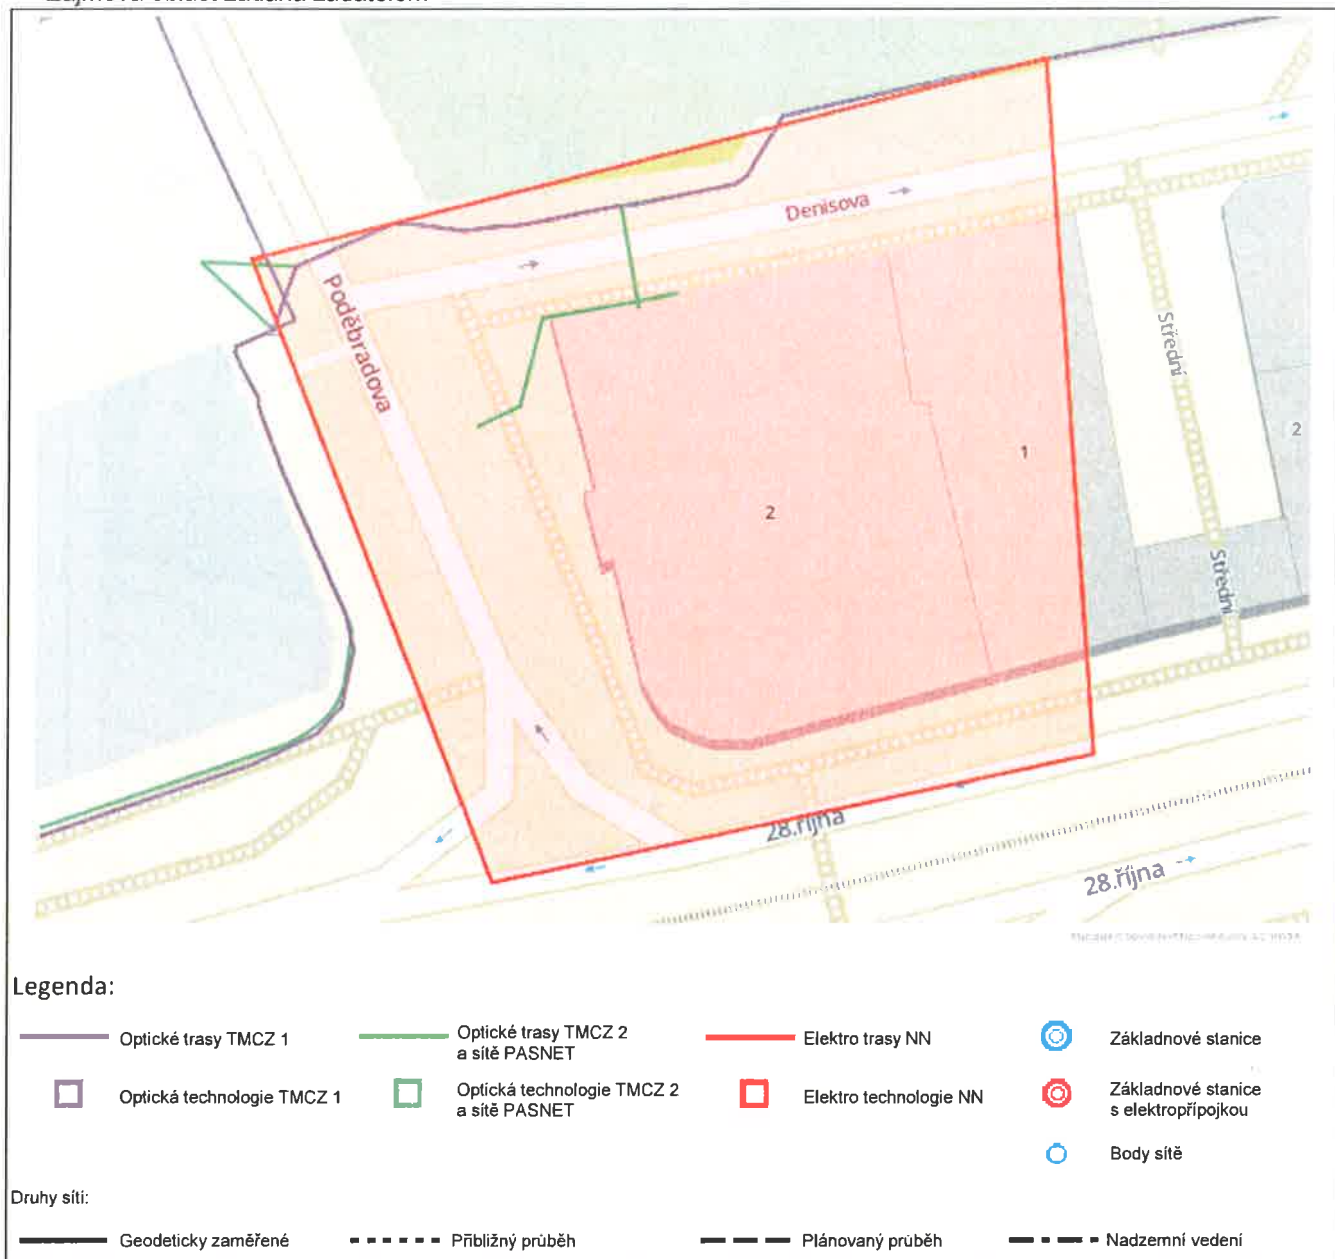 Denisova
Poděbradova
Střední
1
2
2
Střední
28.října
28.října
Legenda:
Optické trasy TMCZ 1
Optické trasy TMCZ 2
a sítě PASNET
Elektro trasy NN
Základnové stanice
Optická technologie TMCZ 1
Optická technologie TMCZ 2
a sítě PASNET
Elektro technologie NN
Základnové stanice
s elektropřípojkou
Body sítě
Druhy sítí:
Geodeticky zaměřené
Přibližný průběh
Plánovaný průběh
Nadzemní vedení